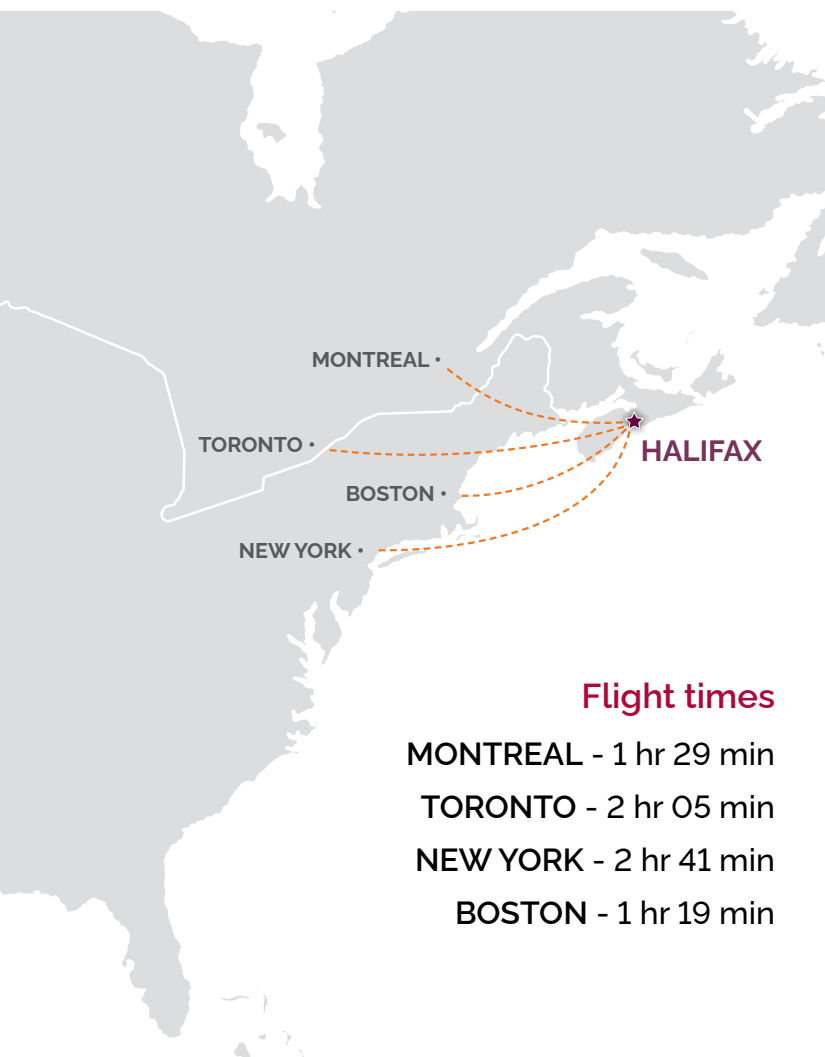 MONTREAL •
TORONTO •
HALIFAX
BOSTON •
NEW YORK •
Flight times
MONTREAL - 1 hr 29 min
TORONTO - 2 hr 05 min
NEW YORK - 2 hr 41 min
BOSTON - 1 hr 19 min